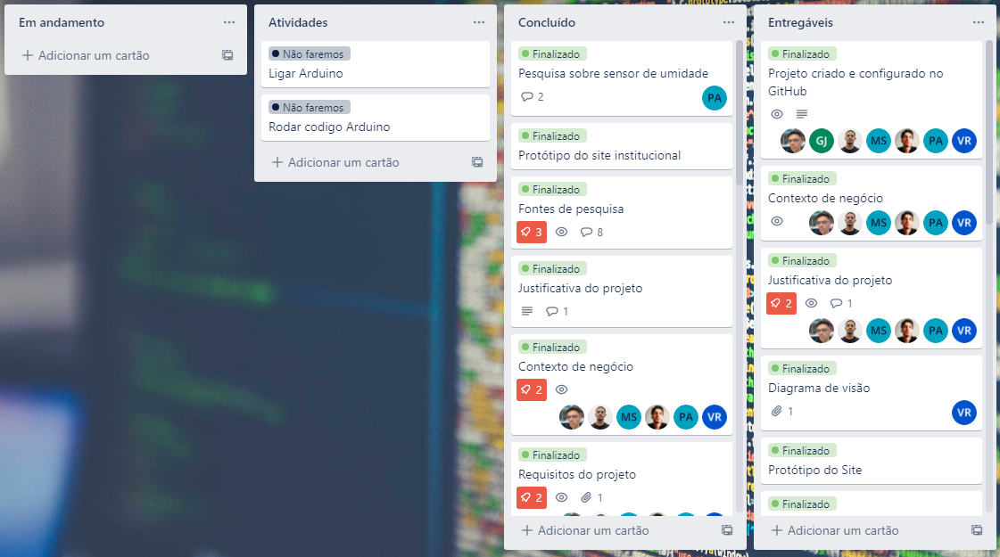 Em andamento
Adicionar um cartão
Atividades
Não faremos
Ligar Arduino
Não faremos
Rodar codigo Arduino
Adicionar um cartão
Concluído
Finalizado
Pesquisa sobre sensor de umidade
2
PA
Finalizado
Protótipo do site institucional
Finalizado
Fontes de pesquisa
3 8
Finalizado
Justificativa do projeto
1
Finalizado
Contexto de negócio
2
MS PA VR
Finalizado
Requisitos do projeto
2 1
Adicionar um cartão
Entregáveis
Finalizado
Projeto criado e configurado no
GitHub
GJ MS PA VR
Finalizado
Contexto de negócio
MS PA VR
Finalizado
Justificativa do projeto
2 1
MS PA VR
Finalizado
Diagrama de visão
1
VR
Finalizado
Protótipo do Site
Finalizado
Adicionar um cartão